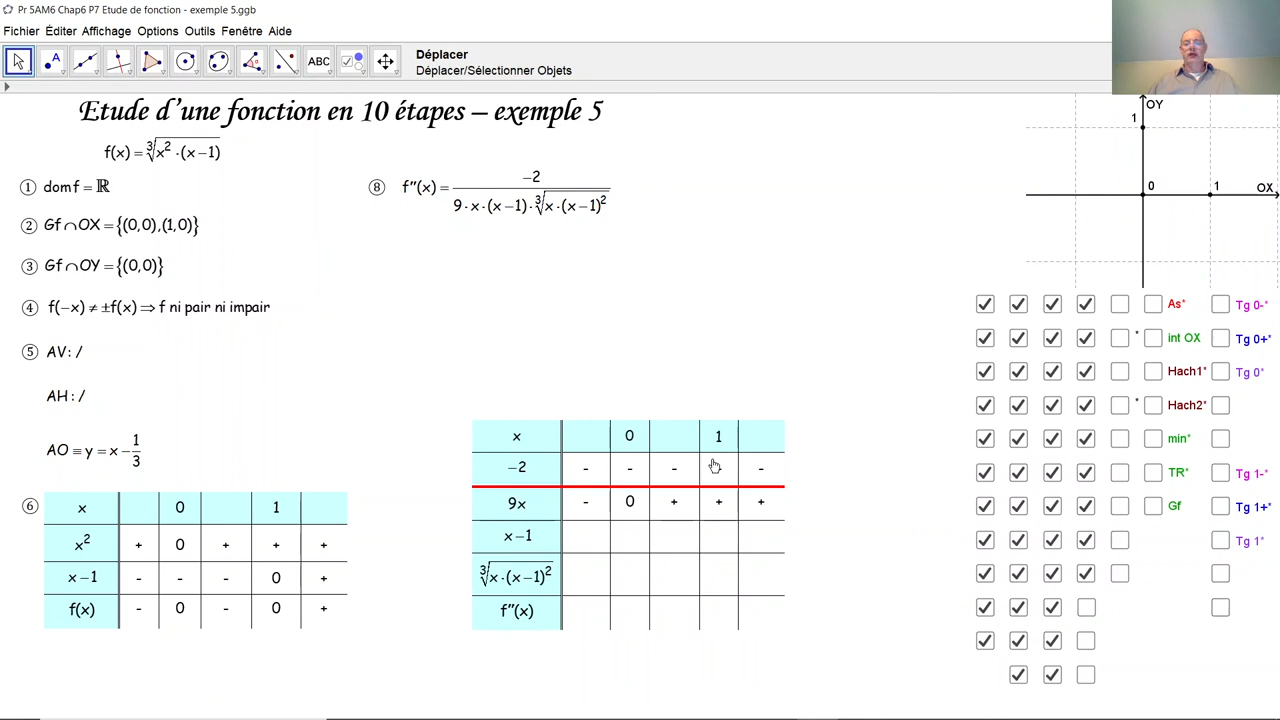 Pr 5AM6 Chap6 P7 Etude de fonction - exemple 5.ggb
Fichier Éditer Affichage Options Outils Fenêtre Aide
A
ABC
Déplacer
Déplacer/Sélectionner Objets
Etude d'une fonction en 10 étapes – exemple 5
f(x) = ∛(x² · (x − 1))
① dom f = ℝ
② Gf ∩ OX = {(0,0),(1,0)}
③ Gf ∩ OY = {(0,0)}
④ f(−x) ≠ ±f(x) ⇒ f ni pair ni impair
⑤ AV : /
AH : /
AO ≡ y = x − 1/3
⑥ x 0 1
x² + 0 + + +
x − 1 - - - 0 +
f(x) - 0 - 0 +
⑧ f''(x) = −2 / (9 · x · (x − 1) · ∛(x · (x − 1)²))
x 0 1
−2 - - - -
9x - 0 + + +
x − 1
∛(x · (x − 1)²)
f''(x)
OY
1
0 1 OX
As* Tg 0-*
* int OX Tg 0+*
Hach1* Tg 0*
* Hach2*
min*
TR* Tg 1-*
Gf Tg 1+*
Tg 1*